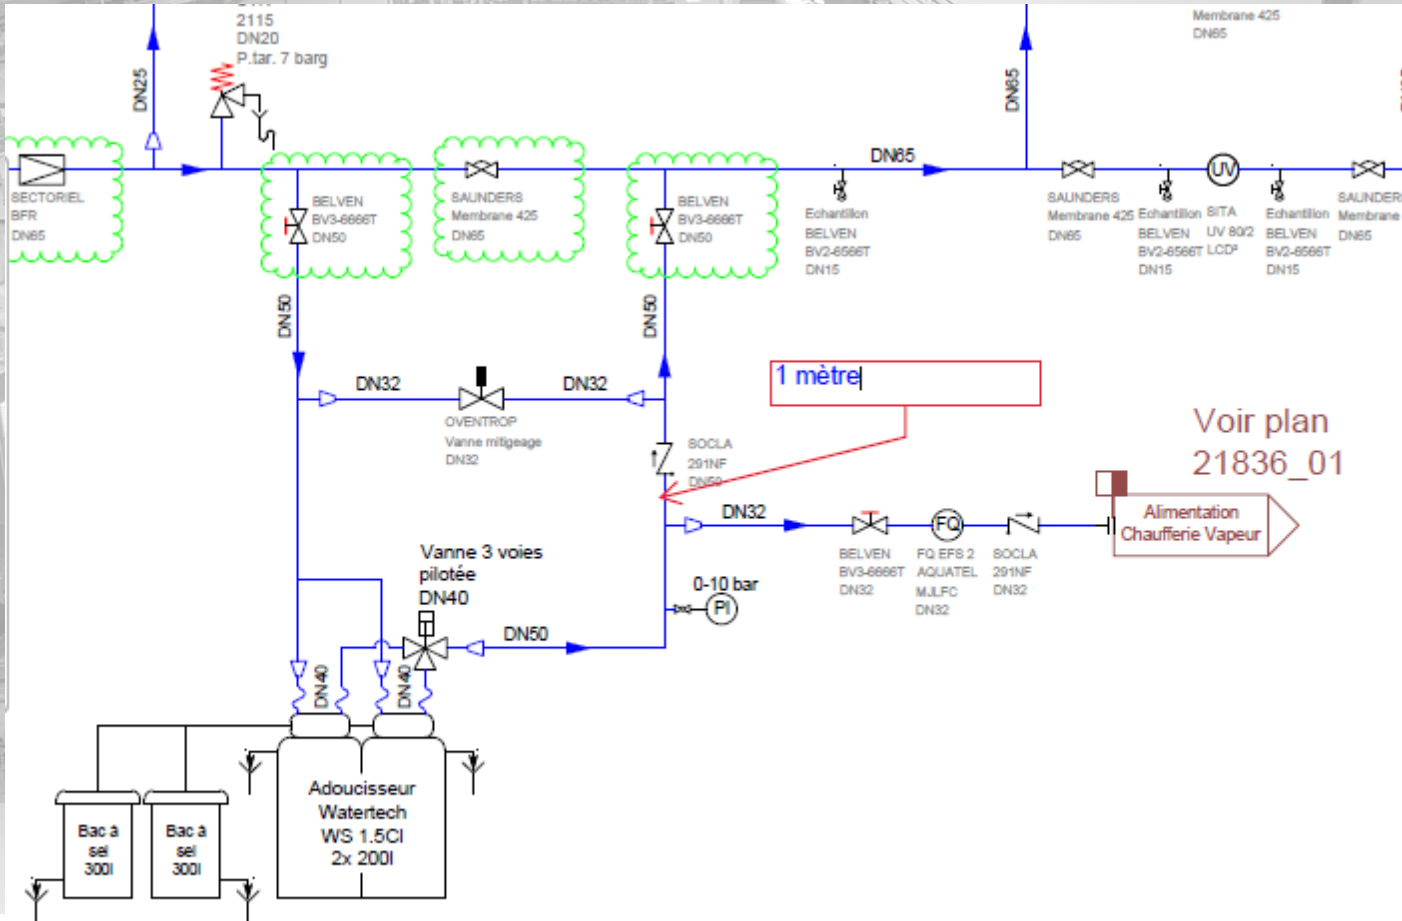 2115
DN20
P.tar. 7 barg
Membrane 425
DN65
DN25
DN65
SECTORIEL
BFR
DN65
BELVEN
BV3-6666T
DN50
SAUNDERS
Membrane 425
DN65
BELVEN
BV3-6666T
DN50
DN65
Echantillon
BELVEN
BV2-6566T
DN15
SAUNDERS
Membrane 425
DN65
Echantillon
BELVEN
BV2-6566T
DN15
UV
SITA
UV 80/2
LCD²
Echantillon
BELVEN
BV2-6566T
DN15
SAUNDERS
Membrane
DN65
DN50
DN50
DN32
DN32
OVENTROP
Vanne mitigeage
DN32
1 mètre
SOCLA
291NF
DN50
Voir plan
21836_01
DN32
Alimentation
Chaufferie Vapeur
BELVEN
BV3-6666T
DN32
FQ
FQ EFS 2
AQUATEL
MJLFC
DN32
SOCLA
291NF
DN32
Vanne 3 voies
pilotée
DN40
0-10 bar
PI
DN50
DN40
DN40
Adoucisseur
Watertech
WS 1.5CI
2x 200l
Bac à
sel
300l
Bac à
sel
300l